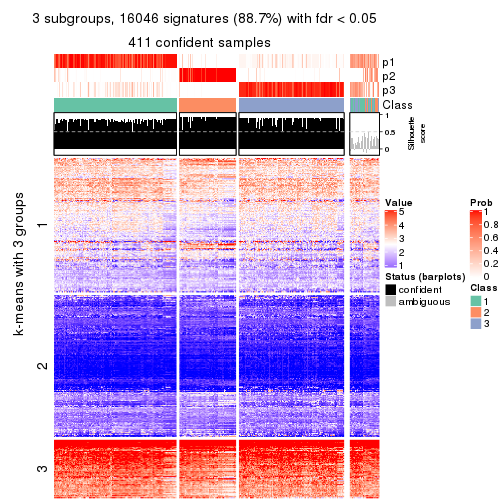 3 subgroups, 16046 signatures (88.7%) with fdr < 0.05
411 confident samples
p1
p2
p3
Class
1
0.5
0
Silhouette
score
k-means with 3 groups
1
2
3
Value
5
4
3
2
1
Status (barplots)
confident
ambiguous
Prob
1
0.8
0.6
0.4
0.2
0
Class
1
2
3